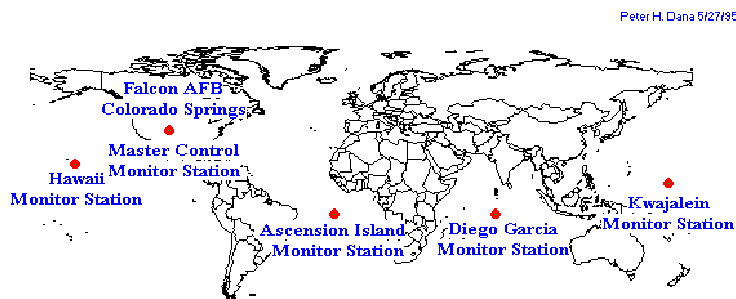 Peter H. Dana 5/27/95
Falcon AFB
Colorado Springs
Master Control
Monitor Station
Hawaii
Monitor Station
Ascension Island
Monitor Station
Diego Garcia
Monitor Station
Kwajalein
Monitor Station